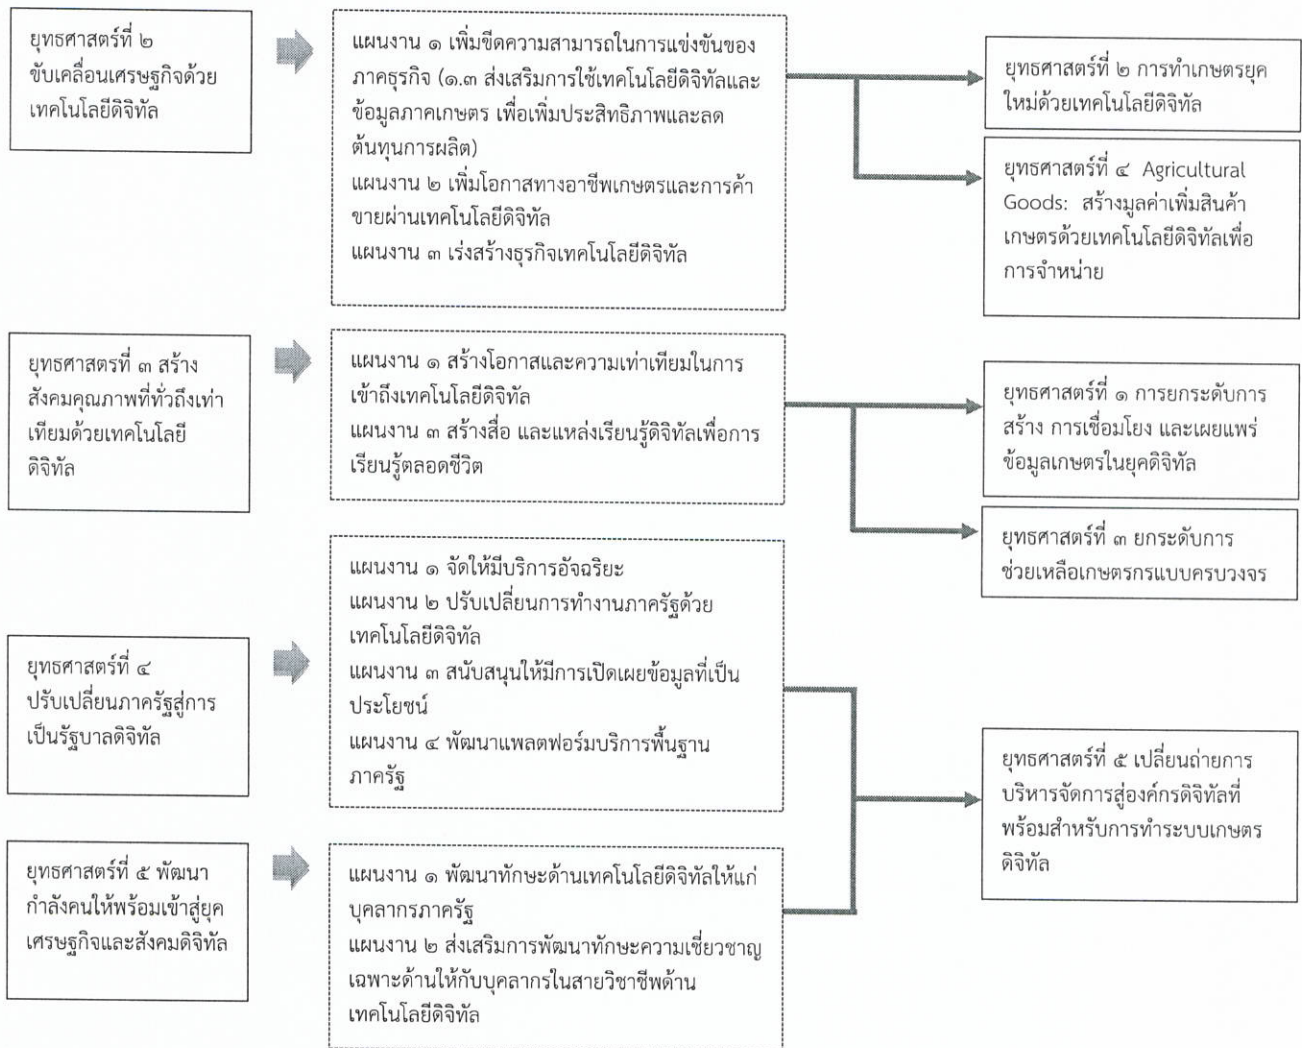 ยุทธศาสตร์ที่ ๒
ขับเคลื่อนเศรษฐกิจด้วย
เทคโนโลยีดิจิทัล
แผนงาน ๑ เพิ่มขีดความสามารถในการแข่งขันของ
ภาคธุรกิจ (๑.๓ ส่งเสริมการใช้เทคโนโลยีดิจิทัลและ
ข้อมูลภาคเกษตร เพื่อเพิ่มประสิทธิภาพและลด
ต้นทุนการผลิต)
แผนงาน ๒ เพิ่มโอกาสทางอาชีพเกษตรและการค้า
ขายผ่านเทคโนโลยีดิจิทัล
แผนงาน ๓ เร่งสร้างธุรกิจเทคโนโลยีดิจิทัล
ยุทธศาสตร์ที่ ๒ การทำเกษตรยุค
ใหม่ด้วยเทคโนโลยีดิจิทัล
ยุทธศาสตร์ที่ ๔ Agricultural
Goods: สร้างมูลค่าเพิ่มสินค้า
เกษตรด้วยเทคโนโลยีดิจิทัลเพื่อ
การจำหน่าย
ยุทธศาสตรที่ ๓ สร้าง
สังคมคุณภาพที่ทั่วถึงเท่า
เทียมด้วยเทคโนโลยี
ดิจิทัล
แผนงาน ๑ สร้างโอกาสและความเท่าเทียมในการ
เข้าถึงเทคโนโลยีดิจิทัล
แผนงาน ๓ สร้างสื่อ และแหล่งเรียนรู้ดิจิทัลเพื่อการ
เรียนรู้ตลอดชีวิต
ยุทธศาสตร์ที่ ๑ การยกระดับการ
สร้าง การเชื่อมโยง และเผยแพร่
ข้อมูลเกษตรในยุคดิจิทัล
ยุทธศาสตร์ที่ ๓ ยกระดับการ
ช่วยเหลือเกษตรกรแบบครบวงจร
ยุทธศาสตร์ที่ ๔
ปรับเปลี่ยนภาครัฐสู่การ
เป็นรัฐบาลดิจิทัล
แผนงาน ๑ จัดให้มีบริการอัจฉริยะ
แผนงาน ๒ ปรับเปลี่ยนการทำงานภาครัฐด้วย
เทคโนโลยีดิจิทัล
แผนงาน ๓ สนับสนุนให้มีการเปิดเผยข้อมูลที่เป็น
ประโยชน์
แผนงาน ๔ พัฒนาแพลตฟอร์มบริการพื้นฐาน
ภาครัฐ
ยุทธศาสตร์ที่ ๕ พัฒนา
กำลังคนให้พร้อมเข้าสู่ยุค
เศรษฐกิจและสังคมดิจิทัล
แผนงาน ๑ พัฒนาทักษะด้านเทคโนโลยีดิจิทัลให้แก่
บุคลากรภาครัฐ
แผนงาน ๒ ส่งเสริมการพัฒนาทักษะความเชี่ยวชาญ
เฉพาะด้านให้กับบุคลากรในสายวิชาชีพด้าน
เทคโนโลยีดิจิทัล
ยุทธศาสตร์ที่ ๕ เปลี่ยนถ่ายการ
บริหารจัดการสู่องค์กรดิจิทัลที่
พร้อมสำหรับการทำระบบเกษตร
ดิจิทัล